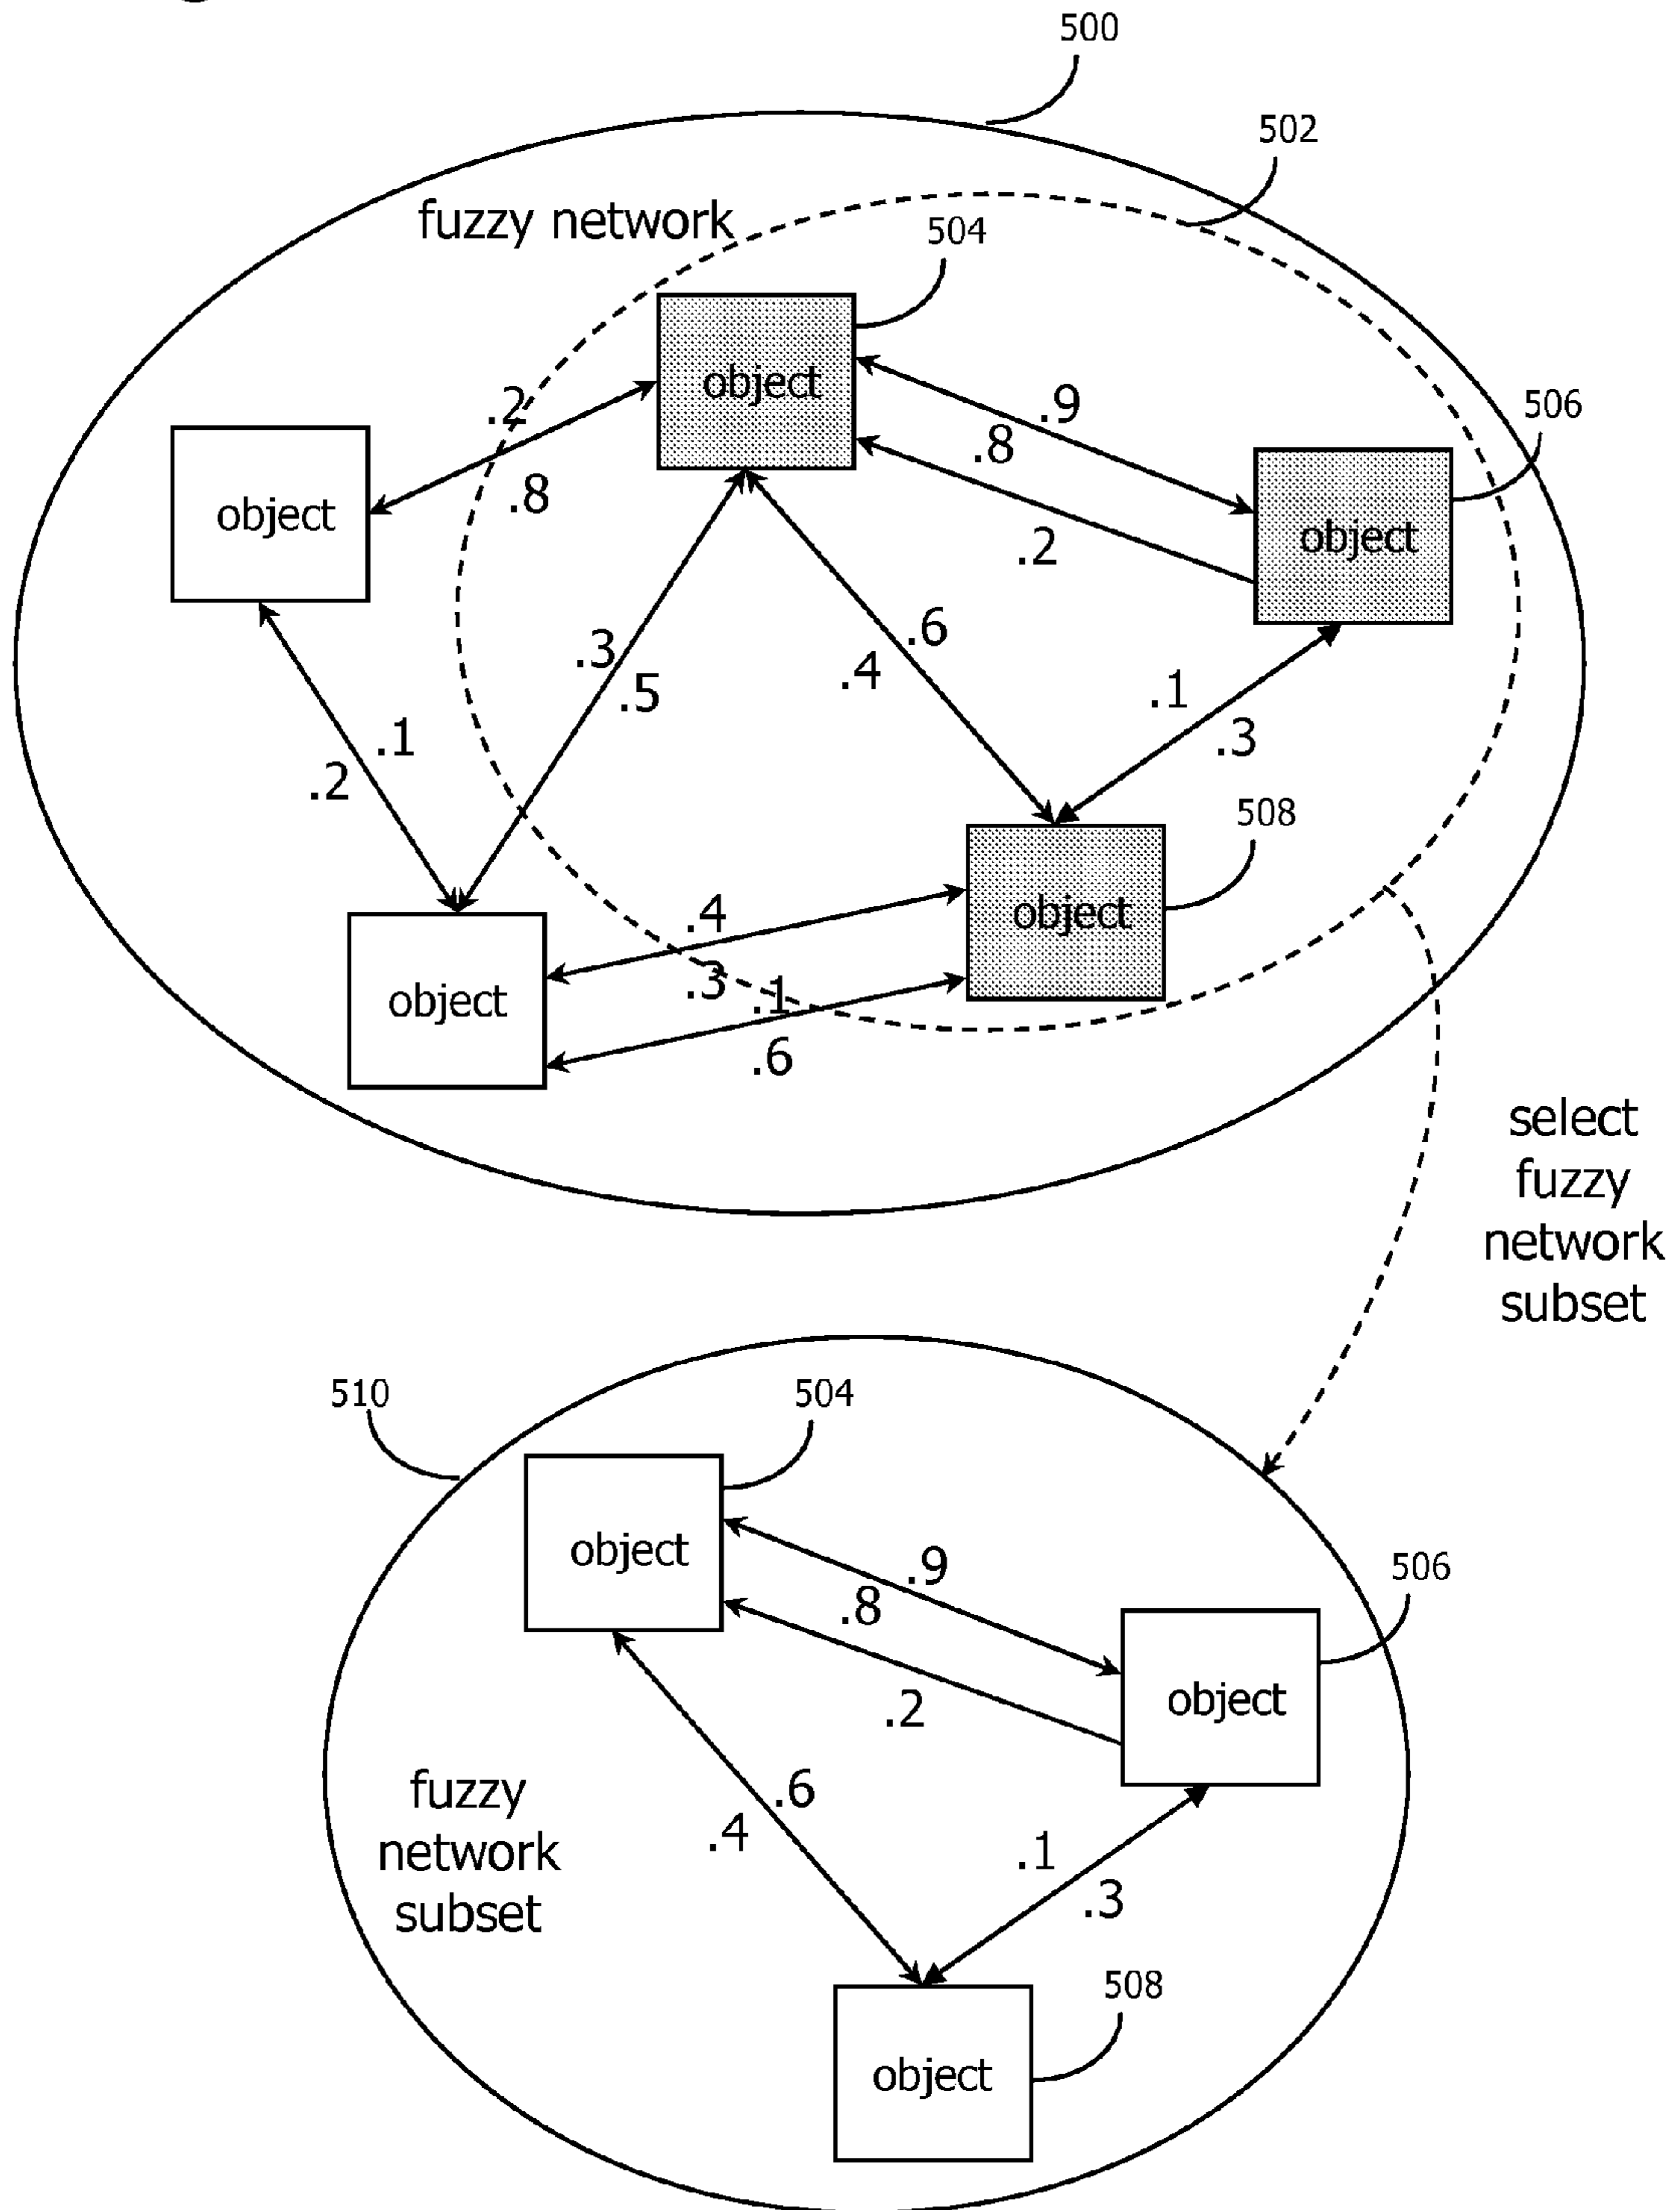 500
502
fuzzy network
504
object
.2
.9
506
.8
.8
object
object
.2
.6
.3
.4
.5
.1
.3
.1
.2
508
.4
object
.3
.1
object
.6
select
fuzzy
network
subset
510
504
object
.9
506
.8
object
.2
fuzzy
network
subset
.6
.4
.1
.3
508
object